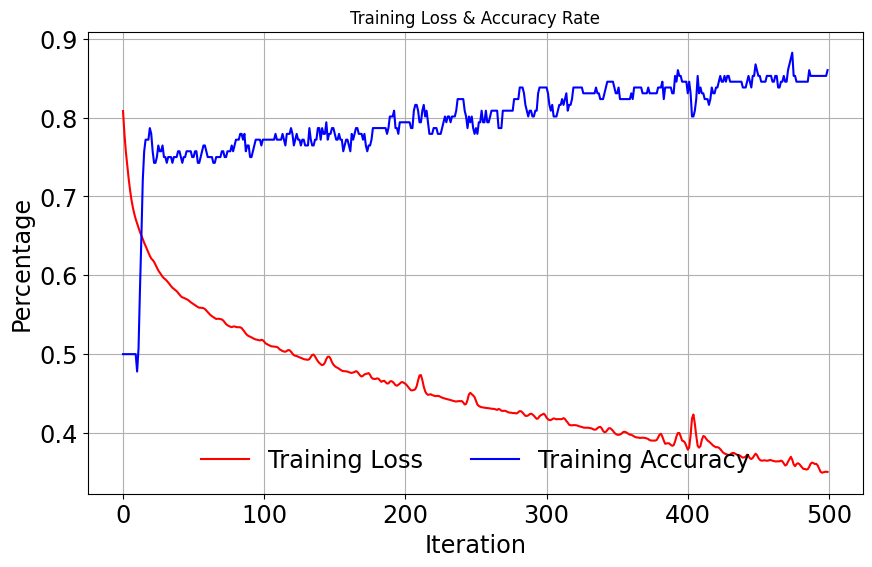 Training Loss & Accuracy Rate
0.9
0.8
0.7
0.6
0.5
0.4
Percentage
Training Loss
Training Accuracy
0
100
200
300
400
500
Iteration